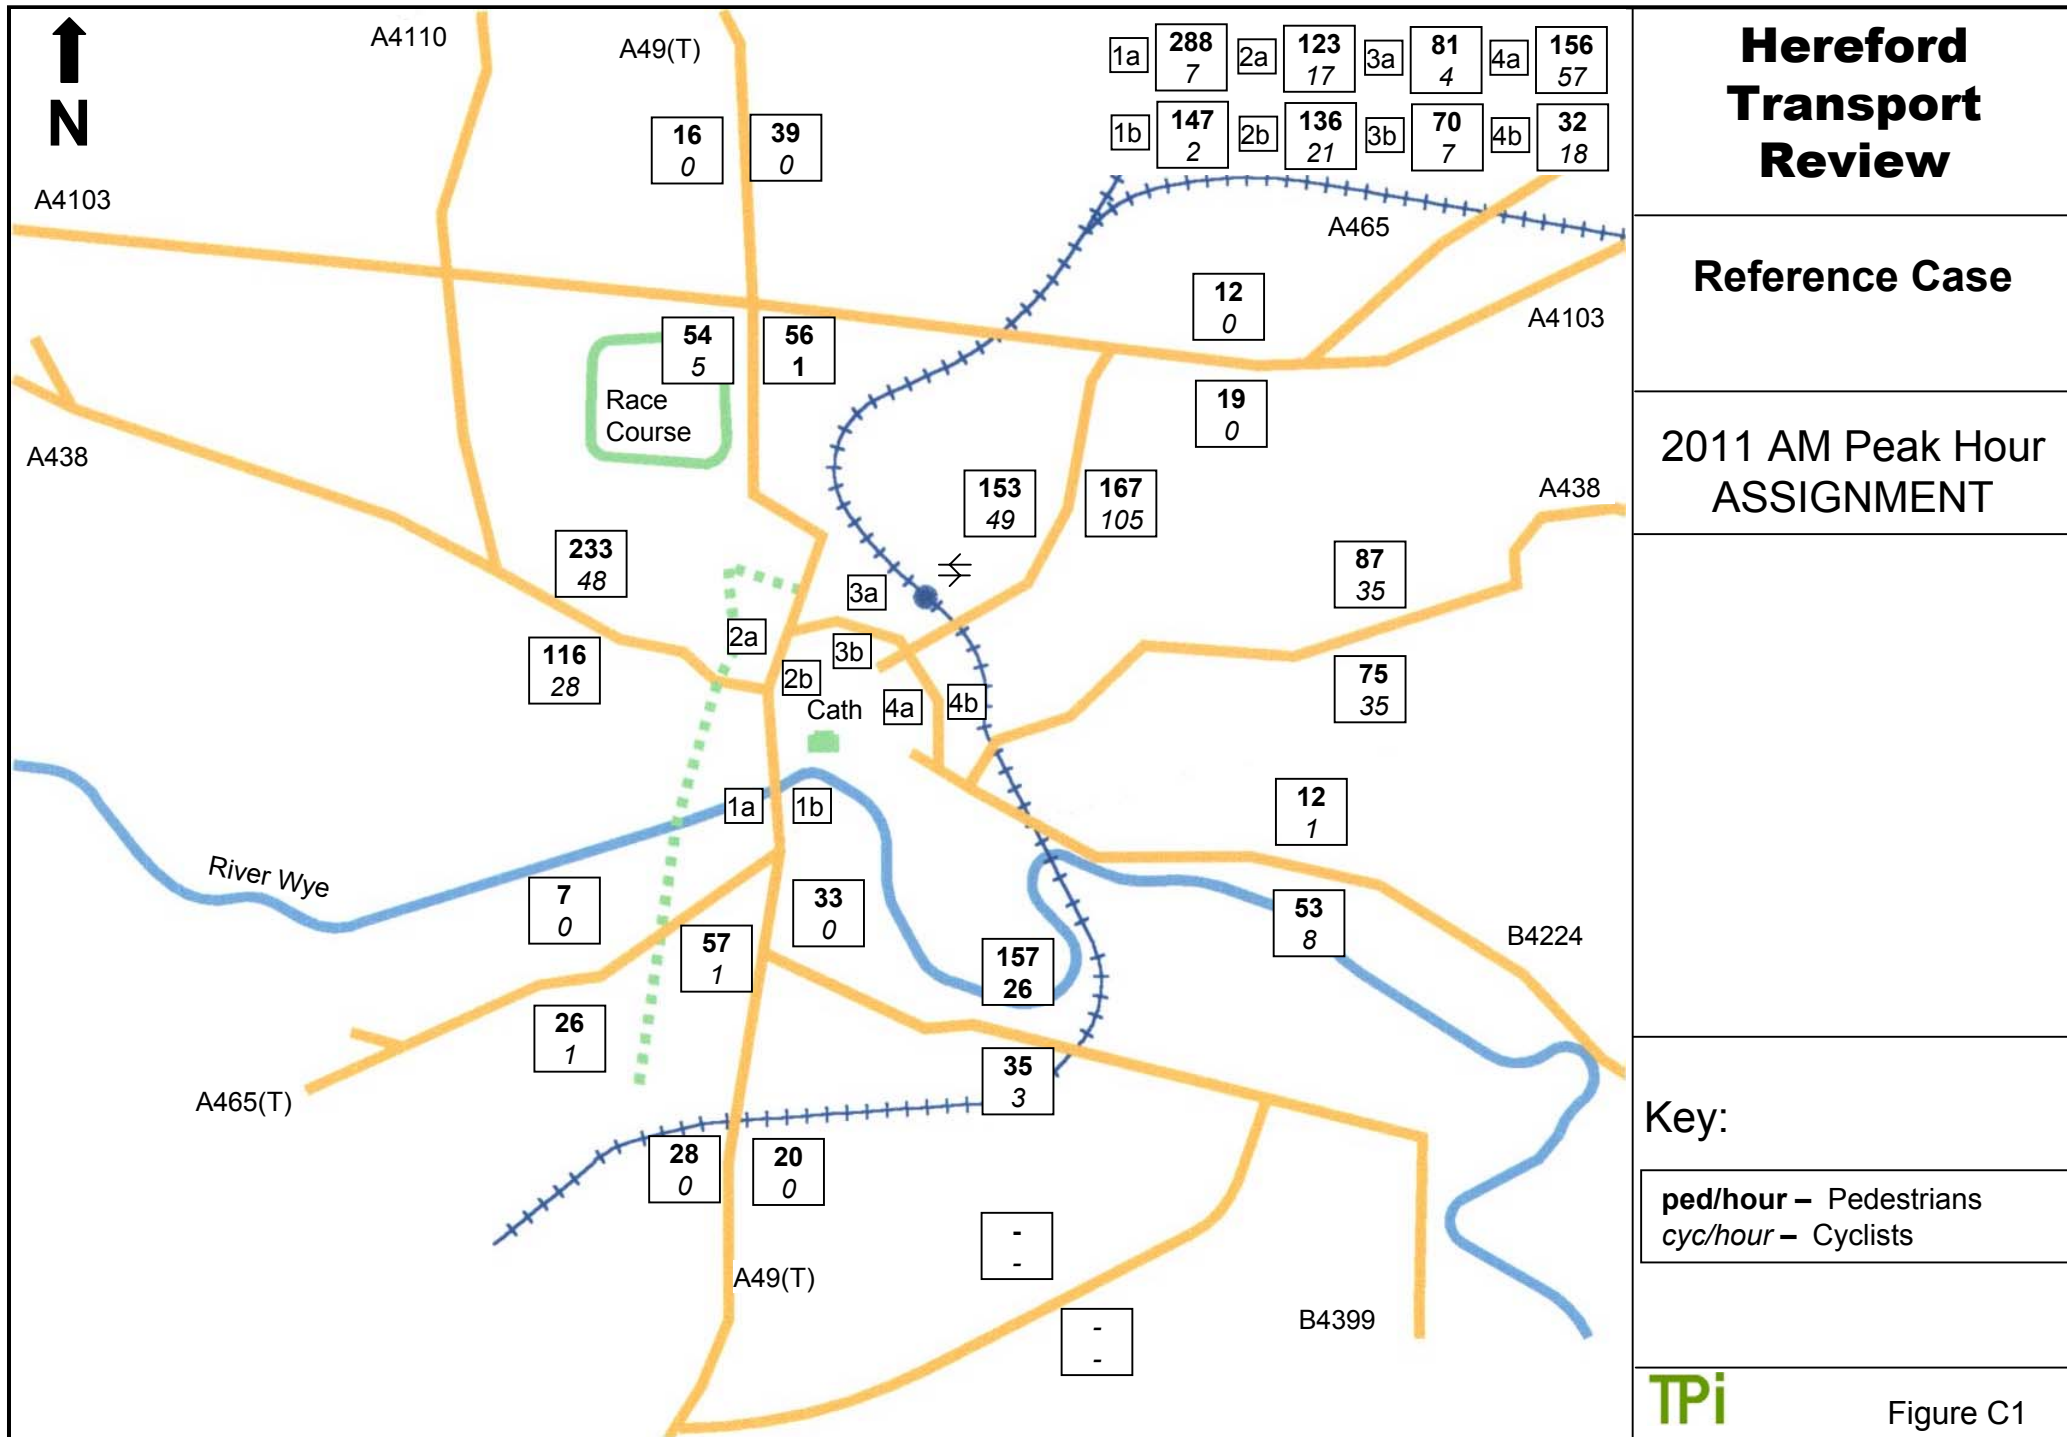 N
A4110
A49(T)
1a 288 2a 123 3a 81 4a 156
7 17 4 57
1b 147 2b 136 3b 70 4b 32
2 21 7 18
Hereford
Transport
Review
Reference Case
2011 AM Peak Hour
ASSIGNMENT
16
0
39
0
A4103
A465
12
0
A4103
54
5
56
1
Race
Course
19
0
A438
153
49
167
105
A438
233
48
87
35
3a
2a
3b
116
28
2b
75
35
Cath
4a
4b
1a
1b
12
1
River Wye
7
0
33
0
53
8
B4224
57
1
157
26
26
1
35
3
A465(T)
28
0
20
0
-
-
A49(T)
-
-
B4399
Key:
ped/hour – Pedestrians
cyc/hour – Cyclists
TPi
Figure C1